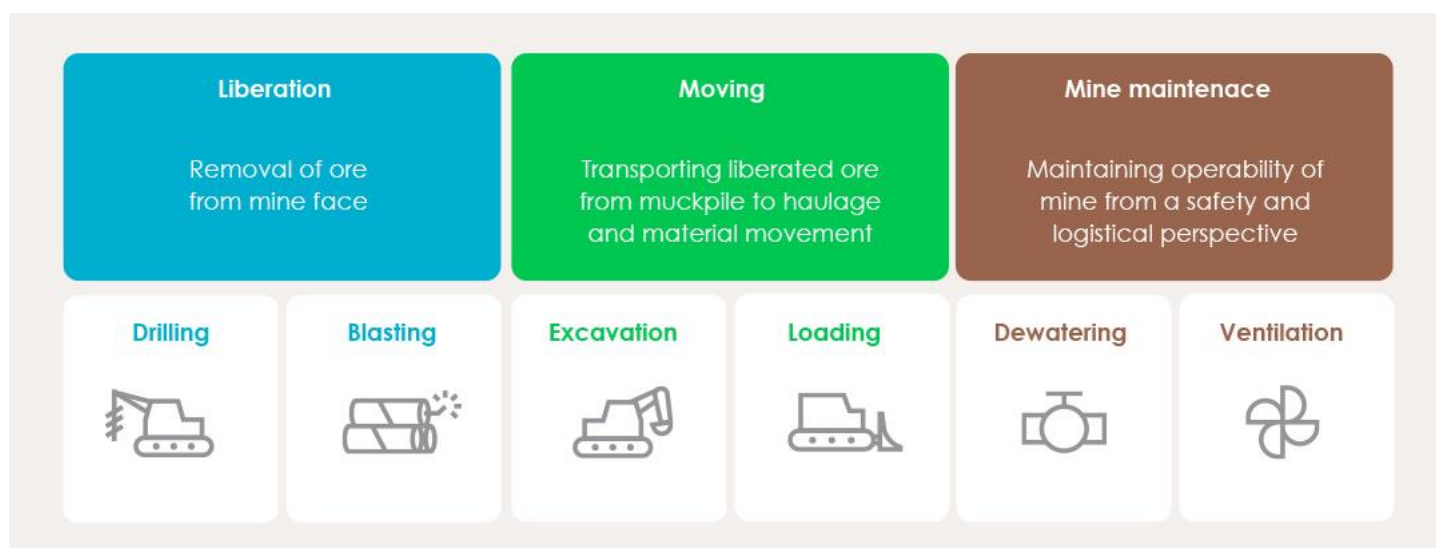 Liberation
Removal of ore
from mine face
Moving
Transporting liberated ore
from muckpile to haulage
and material movement
Mine maintenace
Maintaining operability of
mine from a safety and
logistical perspective
Drilling
Blasting
Excavation
Loading
Dewatering
Ventilation